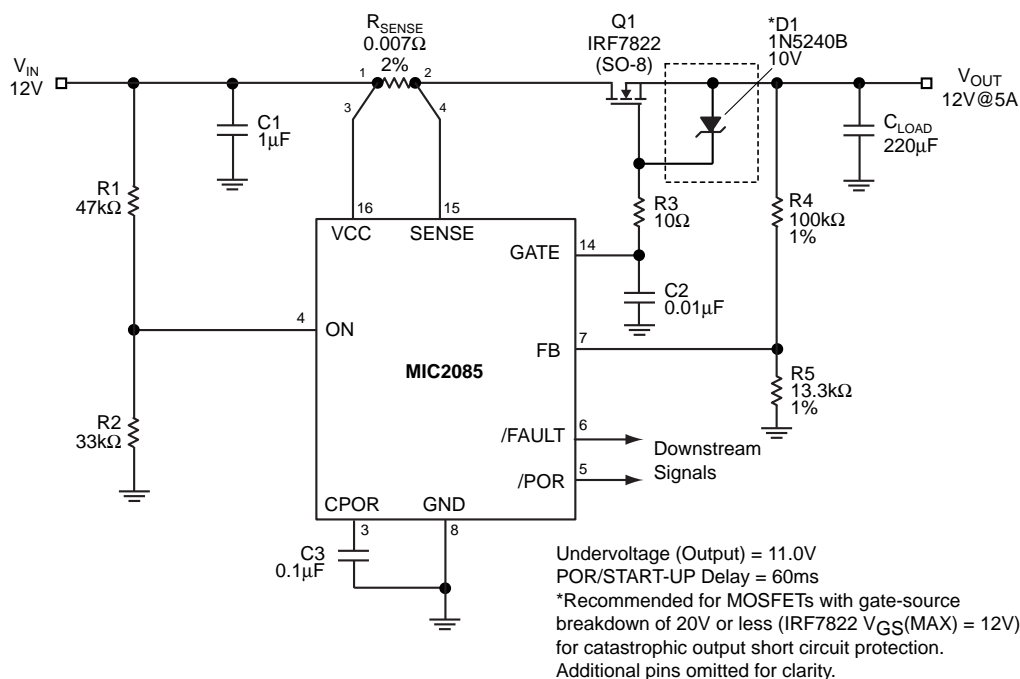 R_SENSE
0.007Ω
2%
Q1
IRF7822
(SO-8)
*D1
1N5240B
10V
V_IN
12V
1
2
3
4
V_OUT
12V@5A
C1
1µF
C_LOAD
220µF
R1
47kΩ
16
15
VCC
SENSE
R3
10Ω
R4
100kΩ
1%
GATE
14
C2
0.01µF
4
ON
FB
7
MIC2085
R5
13.3kΩ
1%
R2
33kΩ
/FAULT
6
Downstream
Signals
/POR
5
CPOR
GND
3
8
C3
0.1µF
Undervoltage (Output) = 11.0V
POR/START-UP Delay = 60ms
*Recommended for MOSFETs with gate-source
breakdown of 20V or less (IRF7822 V_GS(MAX) = 12V)
for catastrophic output short circuit protection.
Additional pins omitted for clarity.